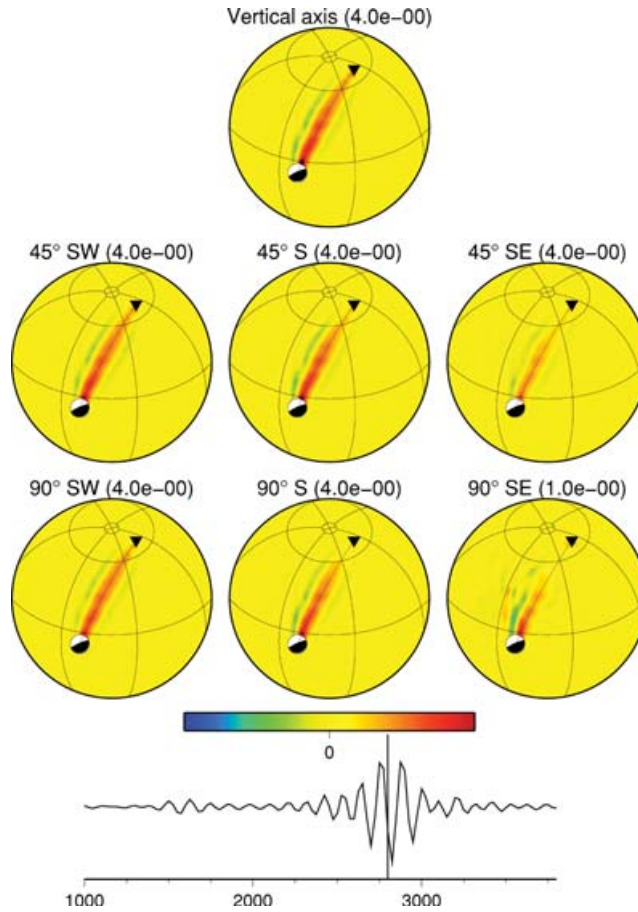 Vertical axis (4.0e−00)
45° SW (4.0e−00) 45° S (4.0e−00) 45° SE (4.0e−00)
90° SW (4.0e−00) 90° S (4.0e−00) 90° SE (1.0e−00)
0
1000 2000 3000